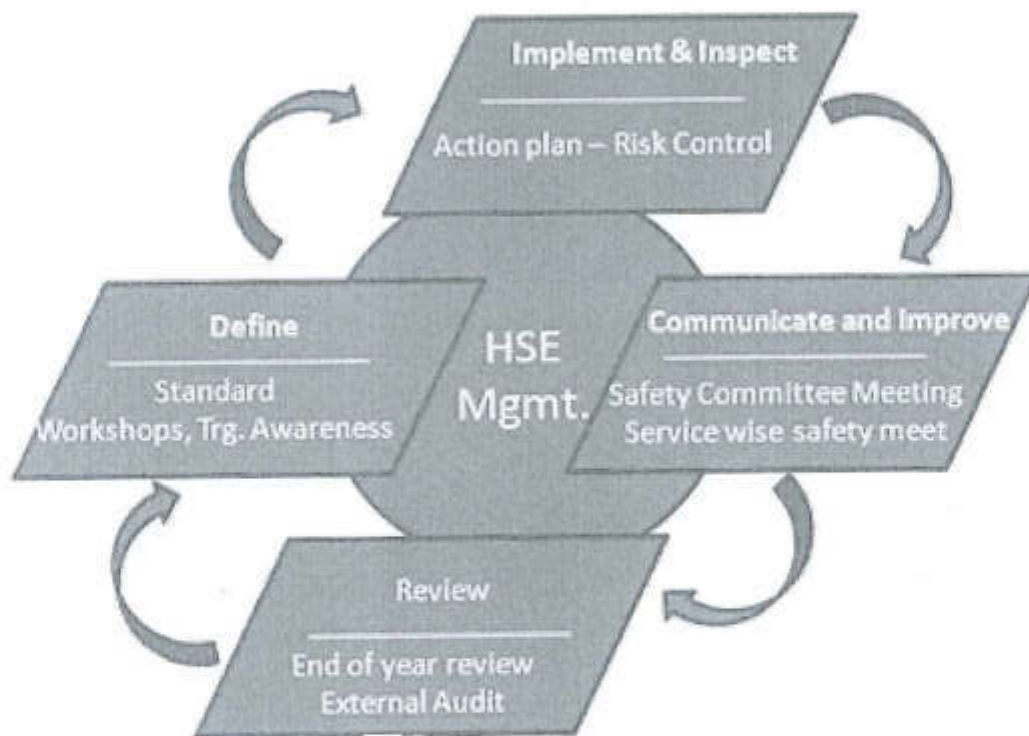 Implement & Inspect
Action plan – Risk Control
Define
Standard
Workshops, Trg. Awareness
HSE
Mgmt.
Communicate and improve
Safety Committee Meeting
Service wise safety meet
Review
End of year review
External Audit